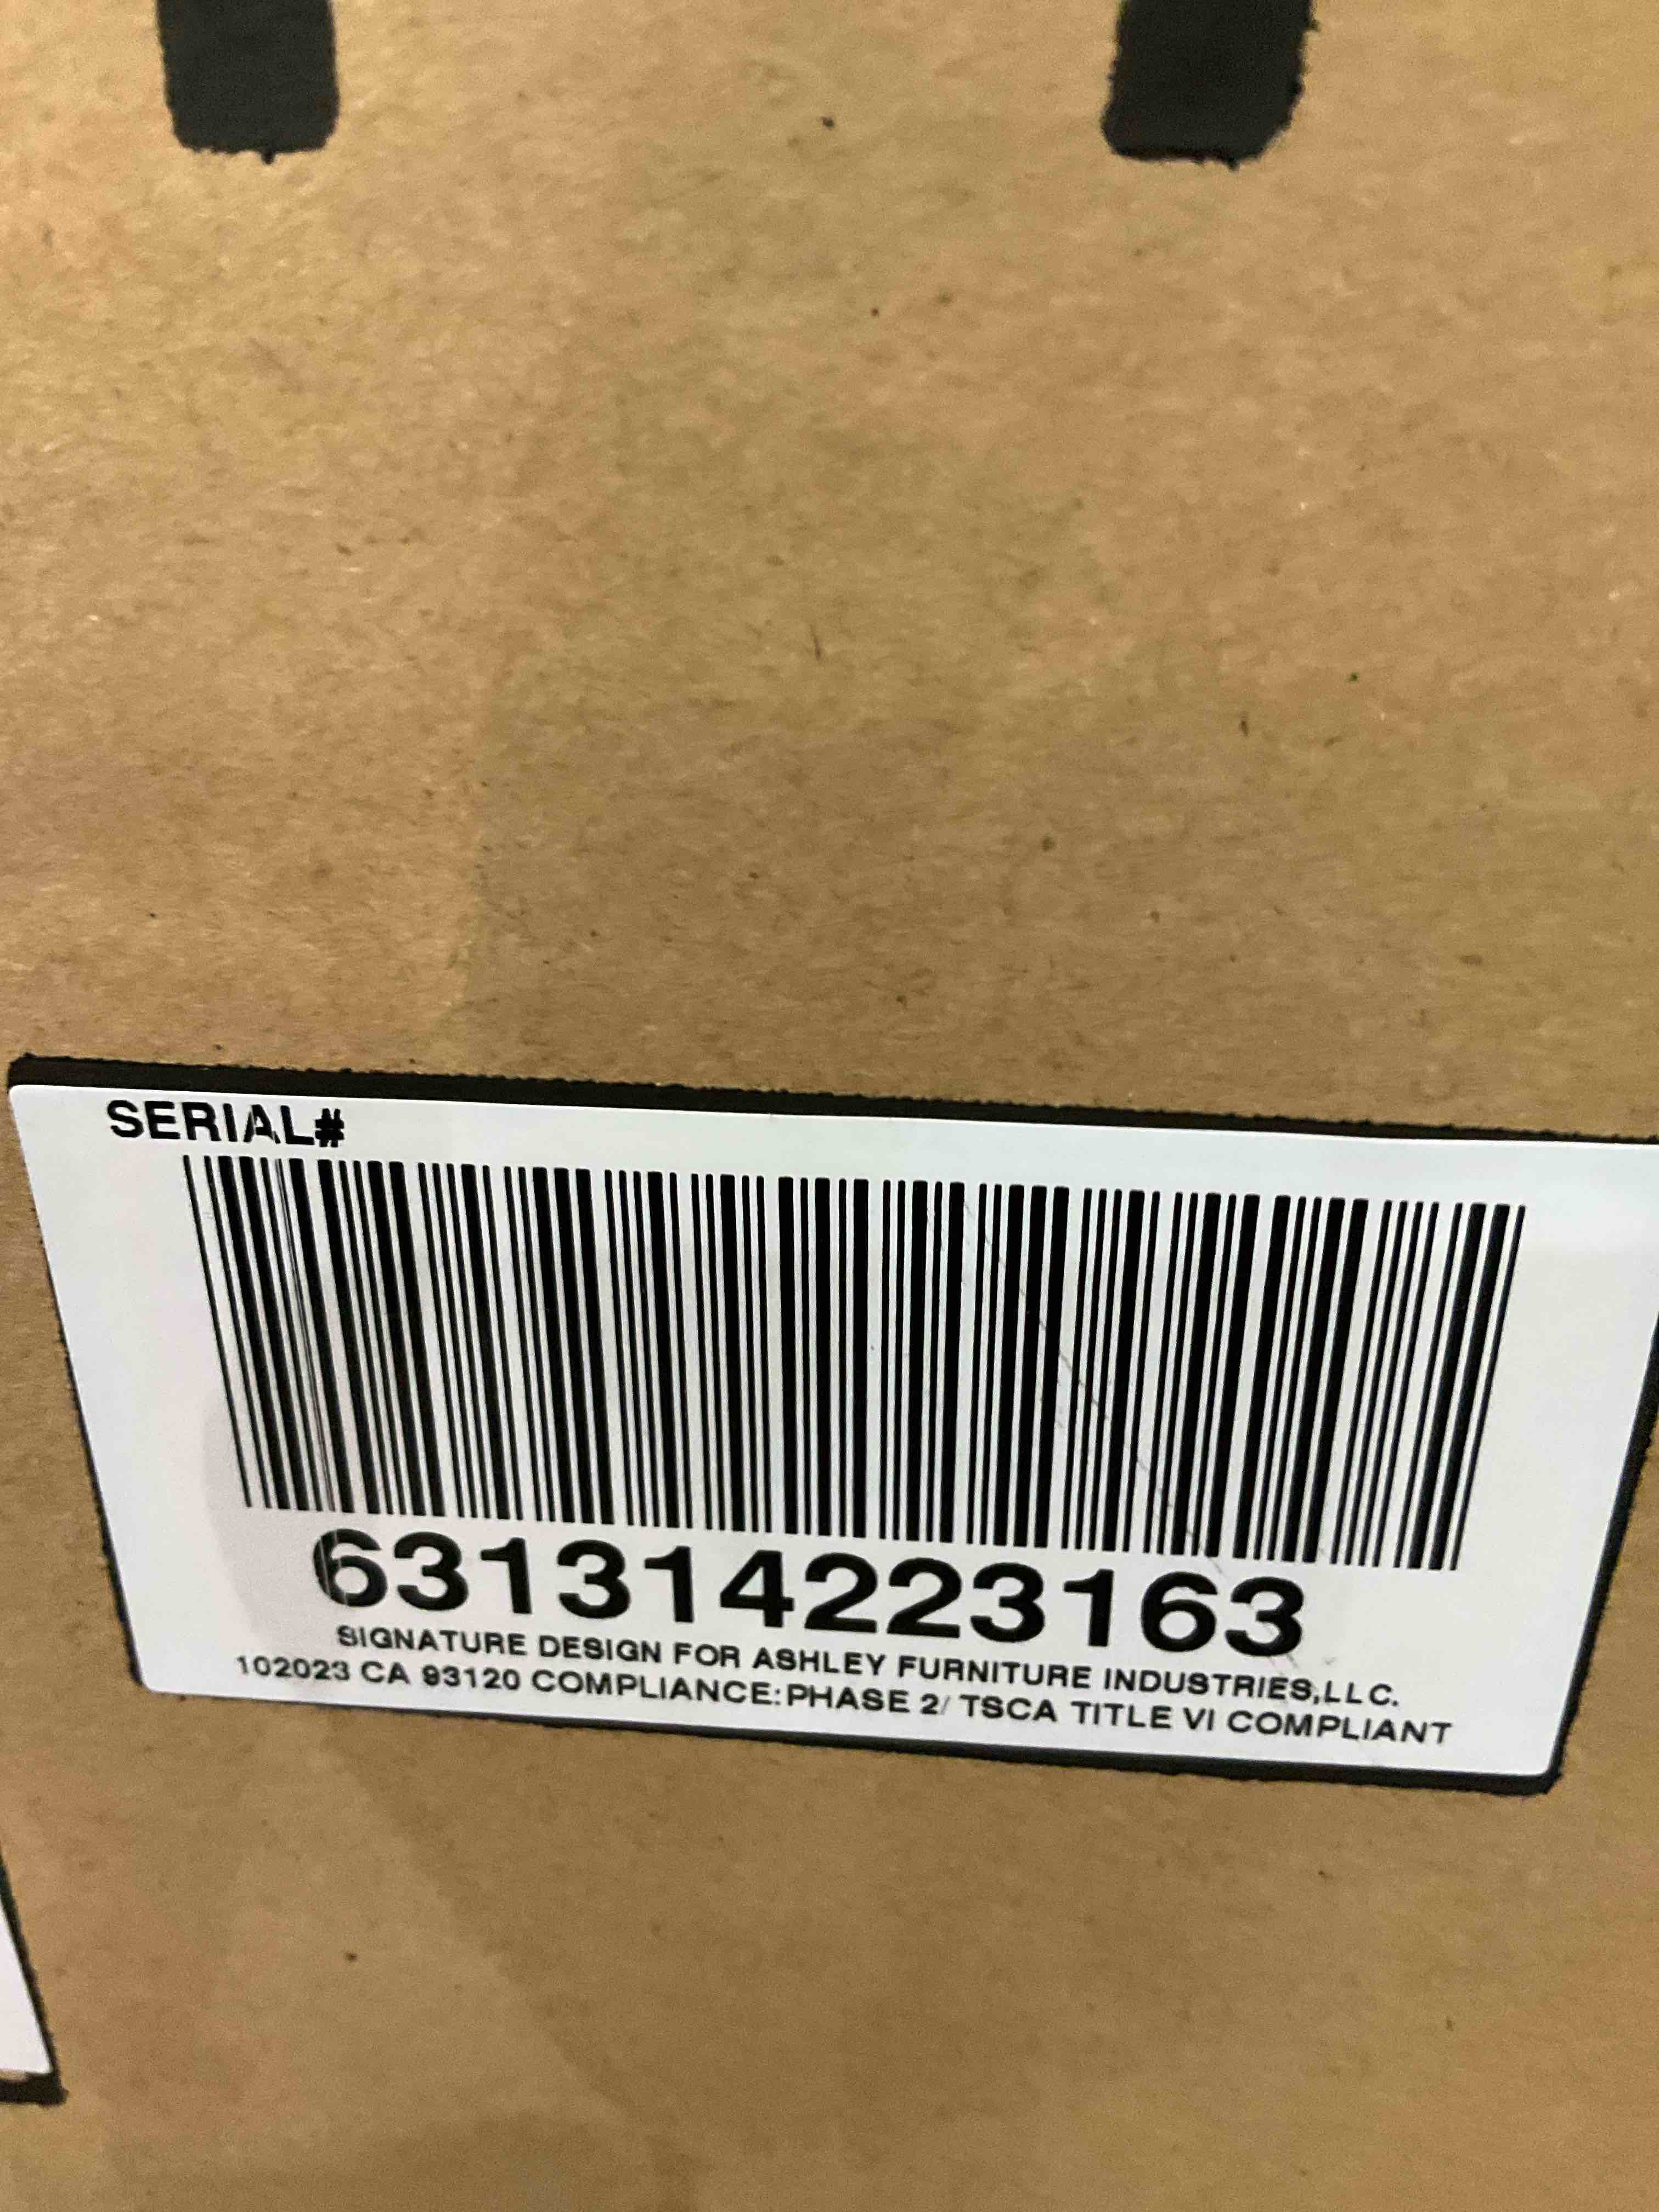 SERIAL#
631314223163
SIGNATURE DESIGN FOR ASHLEY FURNITURE INDUSTRIES,LLC.
102023 CA 93120 COMPLIANCE:PHASE 2/ TSCA TITLE VI COMPLIANT